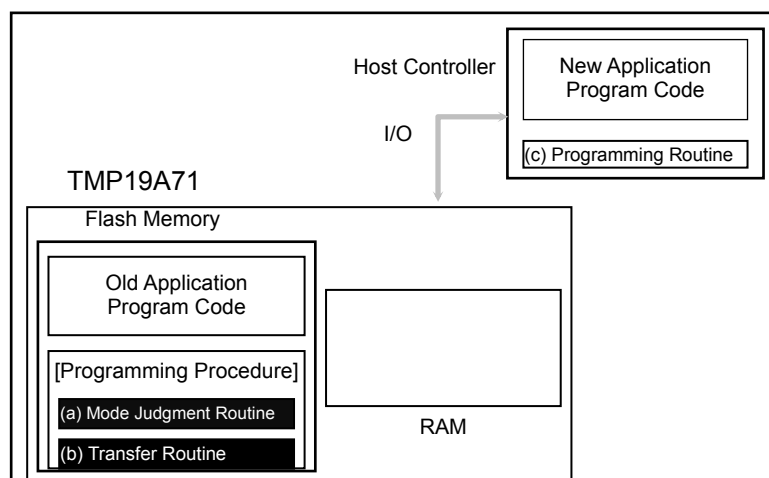 Host Controller
New Application
Program Code
I/O
(c) Programming Routine
TMP19A71
Flash Memory
Old Application
Program Code
[Programming Procedure]
(a) Mode Judgment Routine
(b) Transfer Routine
RAM